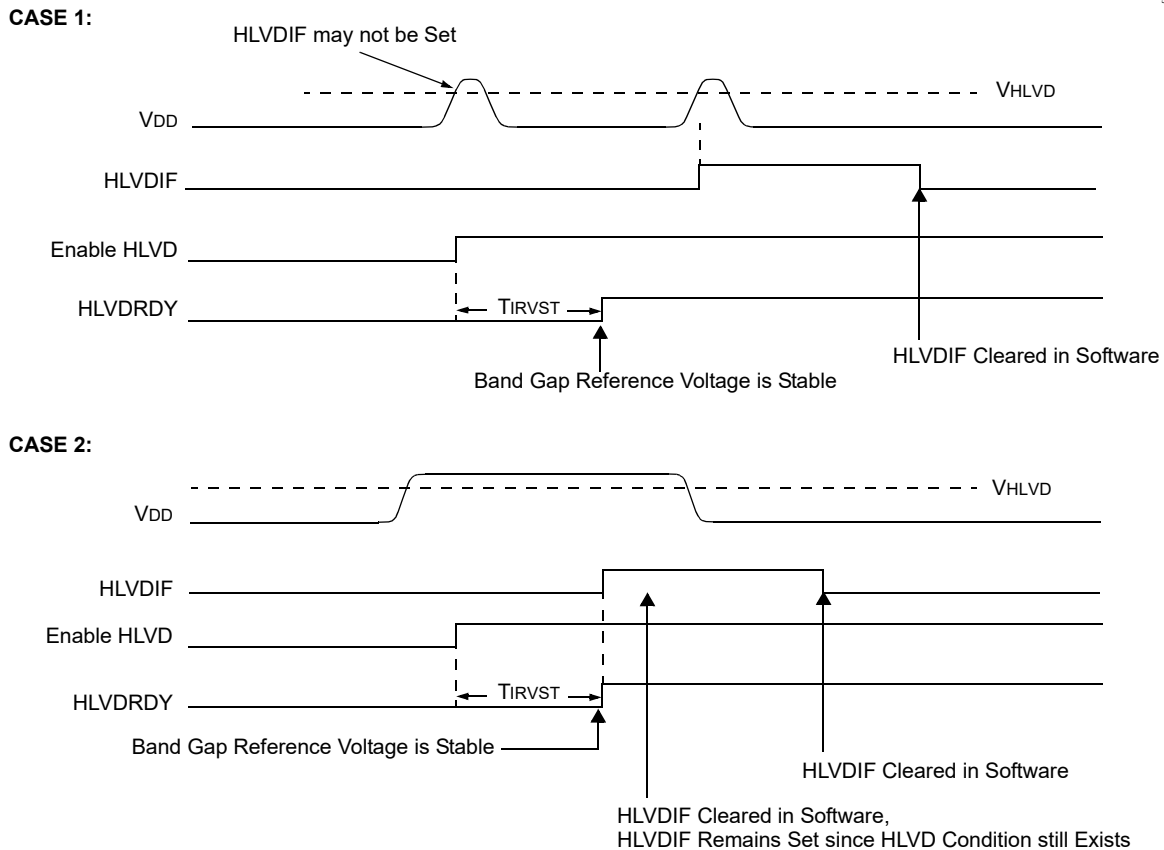 CASE 1:
HLVDIF may not be Set
VHLVD
VDD
HLVDIF
Enable HLVD
HLVDRDY
TIRVST
HLVDIF Cleared in Software
Band Gap Reference Voltage is Stable
CASE 2:
VHLVD
VDD
HLVDIF
Enable HLVD
HLVDRDY
TIRVST
Band Gap Reference Voltage is Stable
HLVDIF Cleared in Software
HLVDIF Cleared in Software,
HLVDIF Remains Set since HLVD Condition still Exists